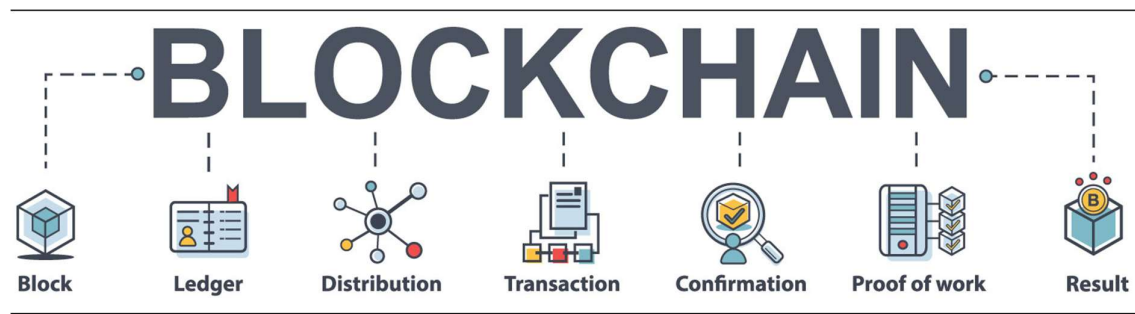 BLOCKCHAIN
B
Block Ledger Distribution Transaction Confirmation Proof of work Result